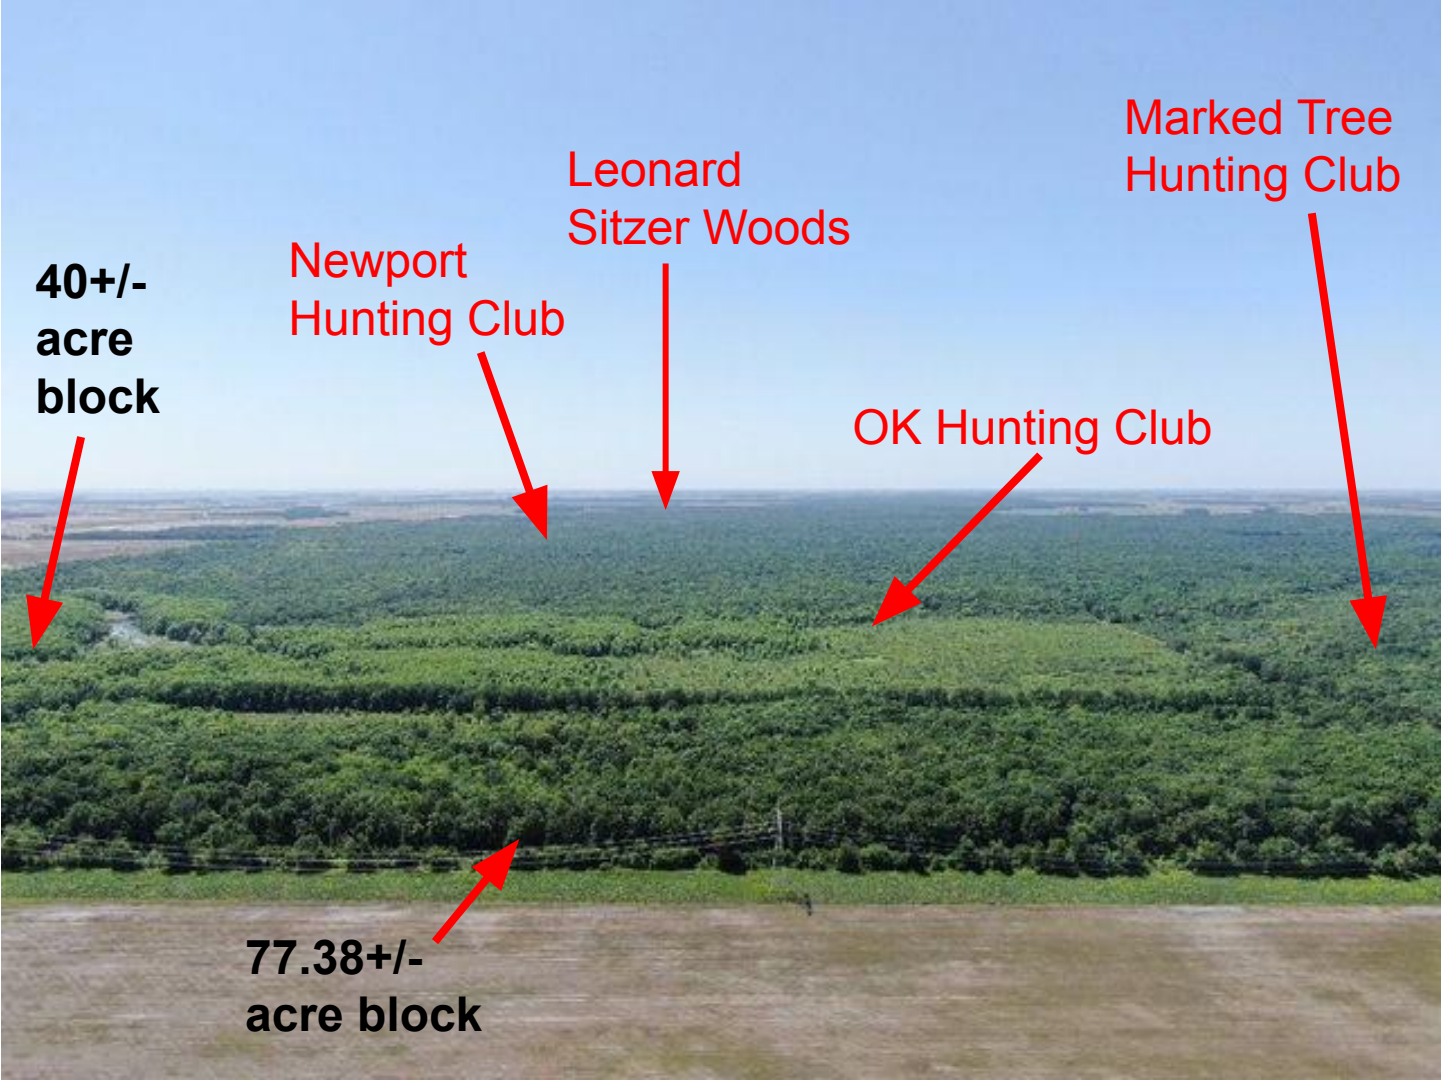 Marked Tree
Hunting Club
Leonard
Sitzer Woods
Newport
Hunting Club
40+/-
acre
block
OK Hunting Club
77.38+/-
acre block